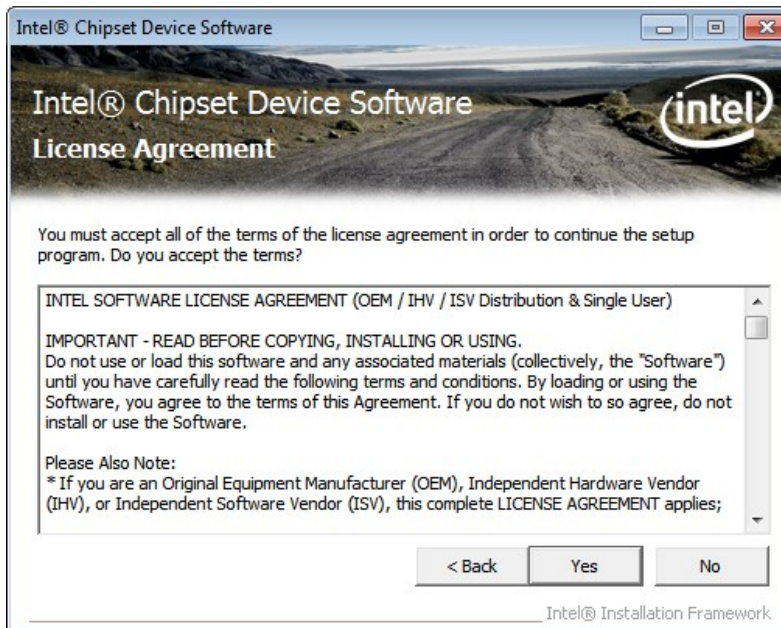 Intel® Chipset Device Software
Intel® Chipset Device Software
License Agreement
intel
You must accept all of the terms of the license agreement in order to continue the setup
program. Do you accept the terms?
INTEL SOFTWARE LICENSE AGREEMENT (OEM / IHV / ISV Distribution & Single User)
IMPORTANT - READ BEFORE COPYING, INSTALLING OR USING.
Do not use or load this software and any associated materials (collectively, the "Software")
until you have carefully read the following terms and conditions. By loading or using the
Software, you agree to the terms of this Agreement. If you do not wish to so agree, do not
install or use the Software.
Please Also Note:
* If you are an Original Equipment Manufacturer (OEM), Independent Hardware Vendor
(IHV), or Independent Software Vendor (ISV), this complete LICENSE AGREEMENT applies;
< Back Yes No
Intel® Installation Framework